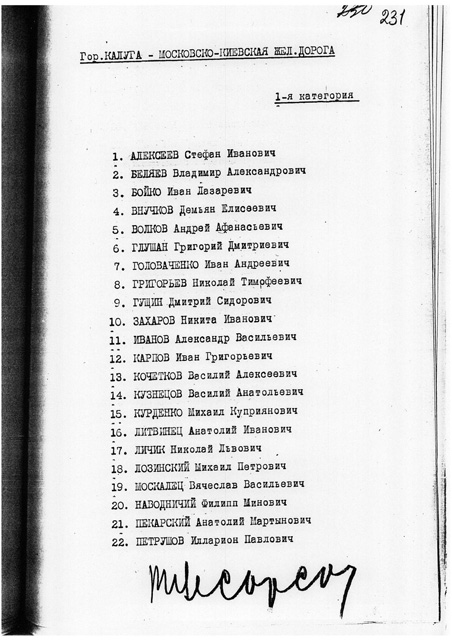 250 231
Гор.КАЛУГА - МОСКОВСКО-КИЕВСКАЯ ЖЕЛ.ДОРОГА
1-я категория
1. АЛЕКСЕЕВ Стефан Иванович
2. БЕЛЯЕВ Владимир Александрович
3. БОЙКО Иван Лазаревич
4. ВНУЧКОВ Демьян Елисеевич
5. ВОЛКОВ Андрей Афанасьевич
6. ГЛУШАН Григорий Дмитриевич
7. ГОЛОВАЧЕНКО Иван Андреевич
8. ГРИГОРЬЕВ Николай Тимофеевич
9. ГУЩИН Дмитрий Сидорович
10. ЗАХАРОВ Никита Иванович
11. ИВАНОВ Александр Васильевич
12. КАРПОВ Иван Григорьевич
13. КОЧЕТКОВ Василий Алексеевич
14. КУЗНЕЦОВ Василий Анатольевич
15. КУРДЕНКО Михаил Куприянович
16. ЛИТВИНЕЦ Анатолий Иванович
17. ЛИЧИК Николай Львович
18. ЛОЗИНСКИЙ Михаил Петрович
19. МОСКАЛЕЦ Вячеслав Васильевич
20. НАВОДНИЧИЙ Филипп Минович
21. ПЕКАРСКИЙ Анатолий Мартынович
22. ПЕТРУШОВ Илларион Павлович